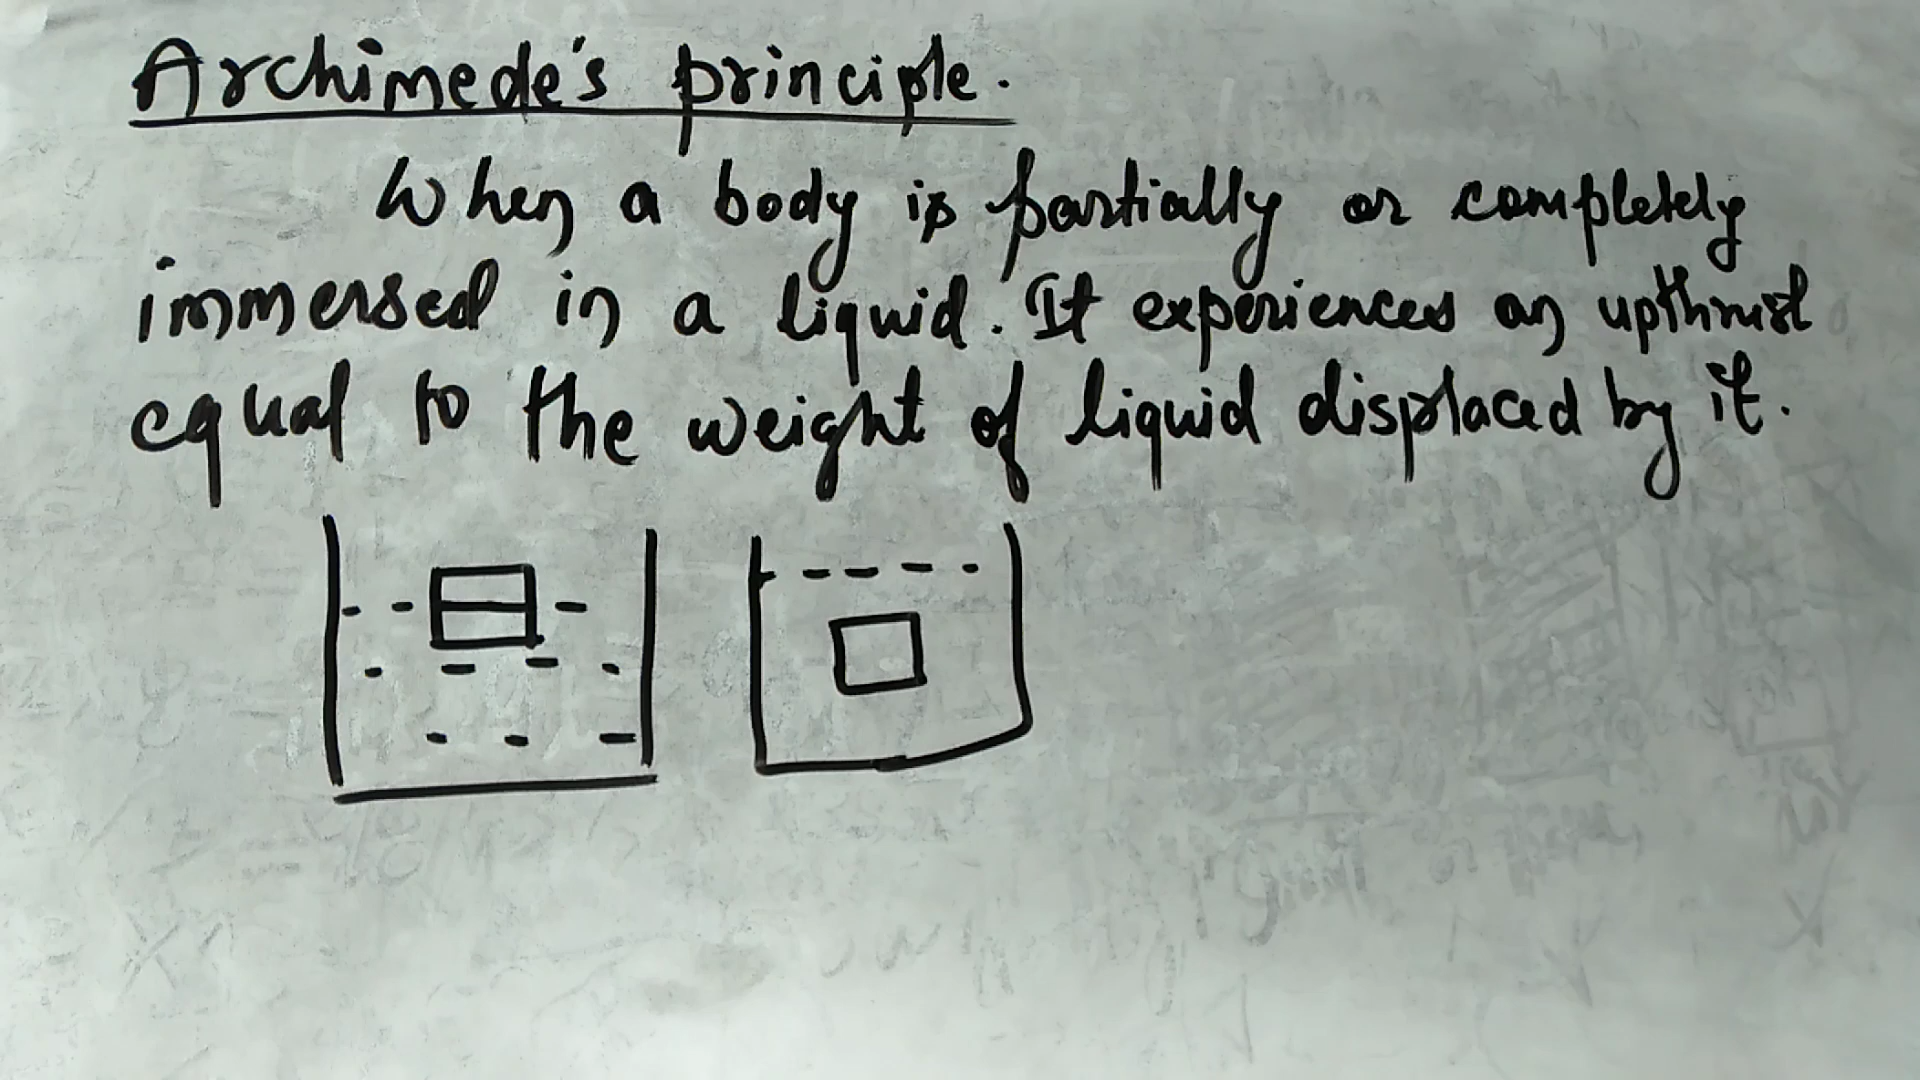 Archimede's principle.
When a body is partially or completely
immersed in a liquid. It experiences an upthrust
equal to the weight of liquid displaced by it.